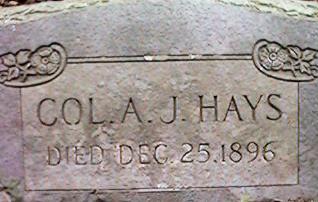 COL. A. J. HAYS
DIED DEC. 25. 1896